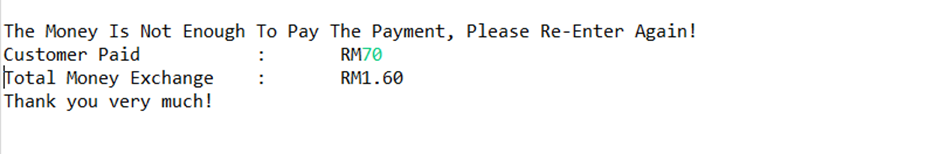 The Money Is Not Enough To Pay The Payment, Please Re-Enter Again!
Customer Paid : RM70
Total Money Exchange : RM1.60
Thank you very much!